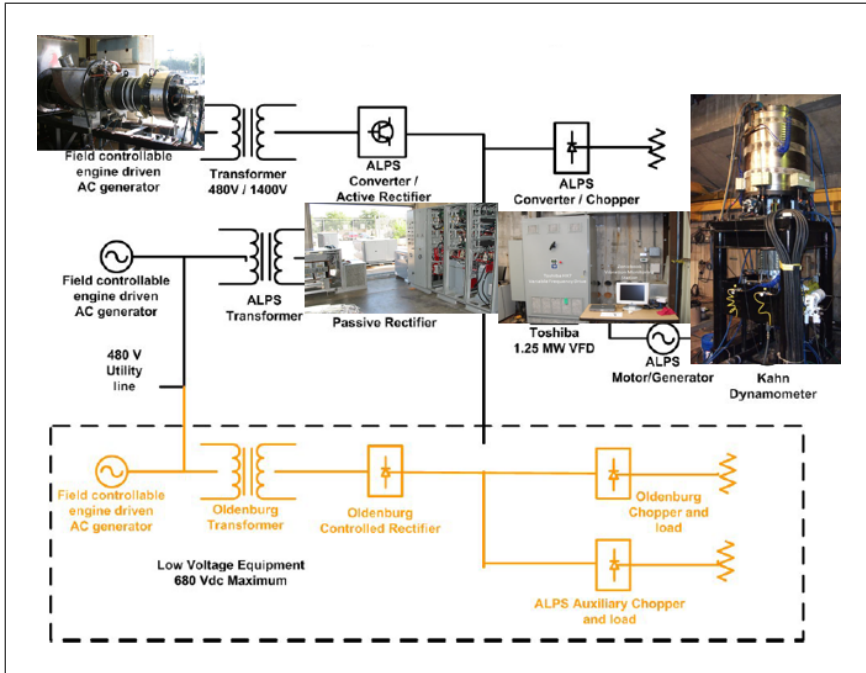 Field controllable
engine driven
AC generator
Transformer
480V / 1400V
ALPS
Converter /
Active Rectifier
ALPS
Converter / Chopper
Field controllable
engine driven
AC generator
ALPS
Transformer
Passive Rectifier
Toshiba
1.25 MW VFD
ALPS
Motor/Generator
Kahn
Dynamometer
480 V
Utility
line
Field controllable
engine driven
AC generator
Oldenburg
Transformer
Oldenburg
Controlled Rectifier
Oldenburg
Chopper and
load
Low Voltage Equipment
680 Vdc Maximum
ALPS Auxiliary Chopper
and load